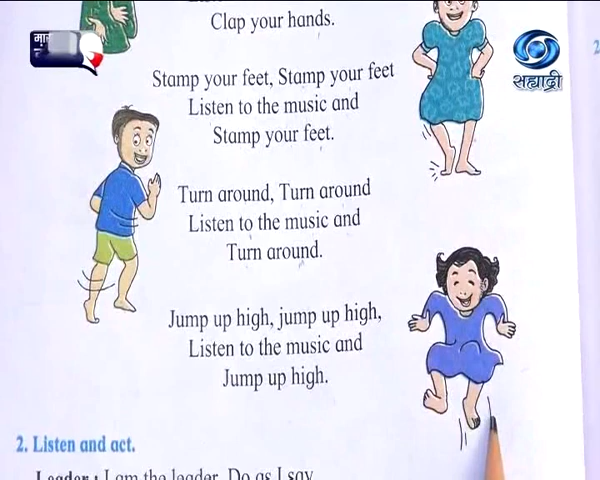 Clap your hands.
सह्याद्री
Stamp your feet, Stamp your feet
Listen to the music and
Stamp your feet.
Turn around, Turn around
Listen to the music and
Turn around.
Jump up high, jump up high,
Listen to the music and
Jump up high.
2. Listen and act.
Leader : I am the leader. Do as I say